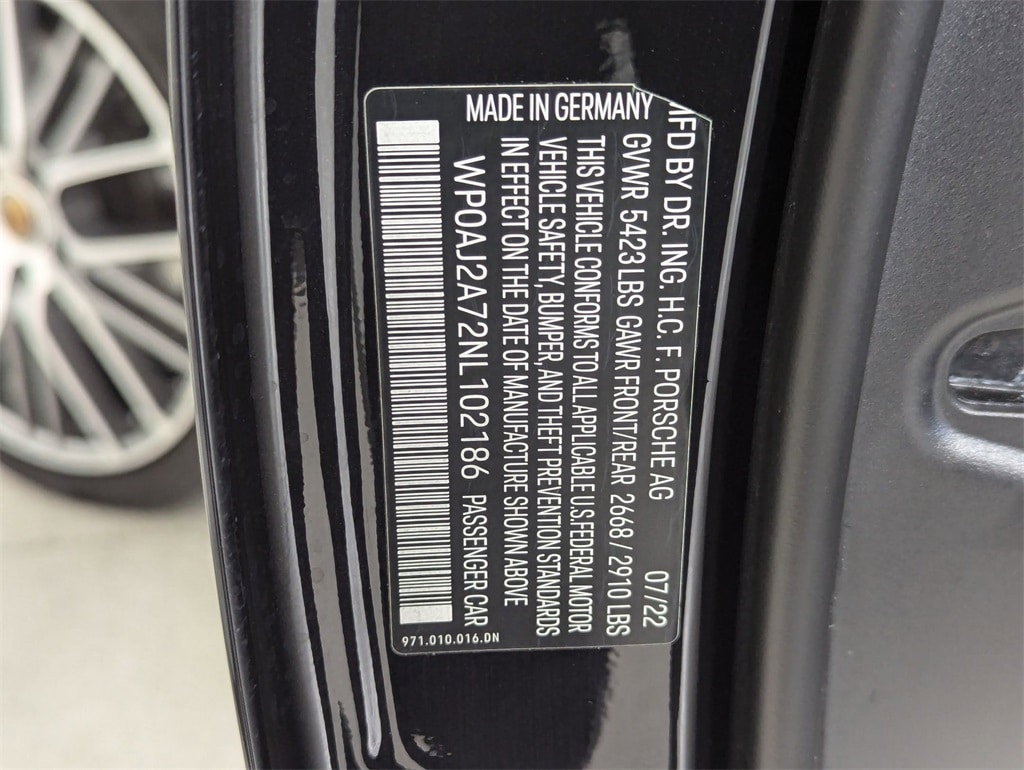 MFD BY DR. ING. H.C. F. PORSCHE AG 07/22
GVWR 5423 LBS GAWR FRONT/REAR 2668 / 2910 LBS
THIS VEHICLE CONFORMS TO ALL APPLICABLE U.S.FEDERAL MOTOR
VEHICLE SAFETY, BUMPER, AND THEFT PREVENTION STANDARDS
IN EFFECT ON THE DATE OF MANUFACTURE SHOWN ABOVE
WP0AJ2A72NL102186 PASSENGER CAR
MADE IN GERMANY
971.010.016.DN